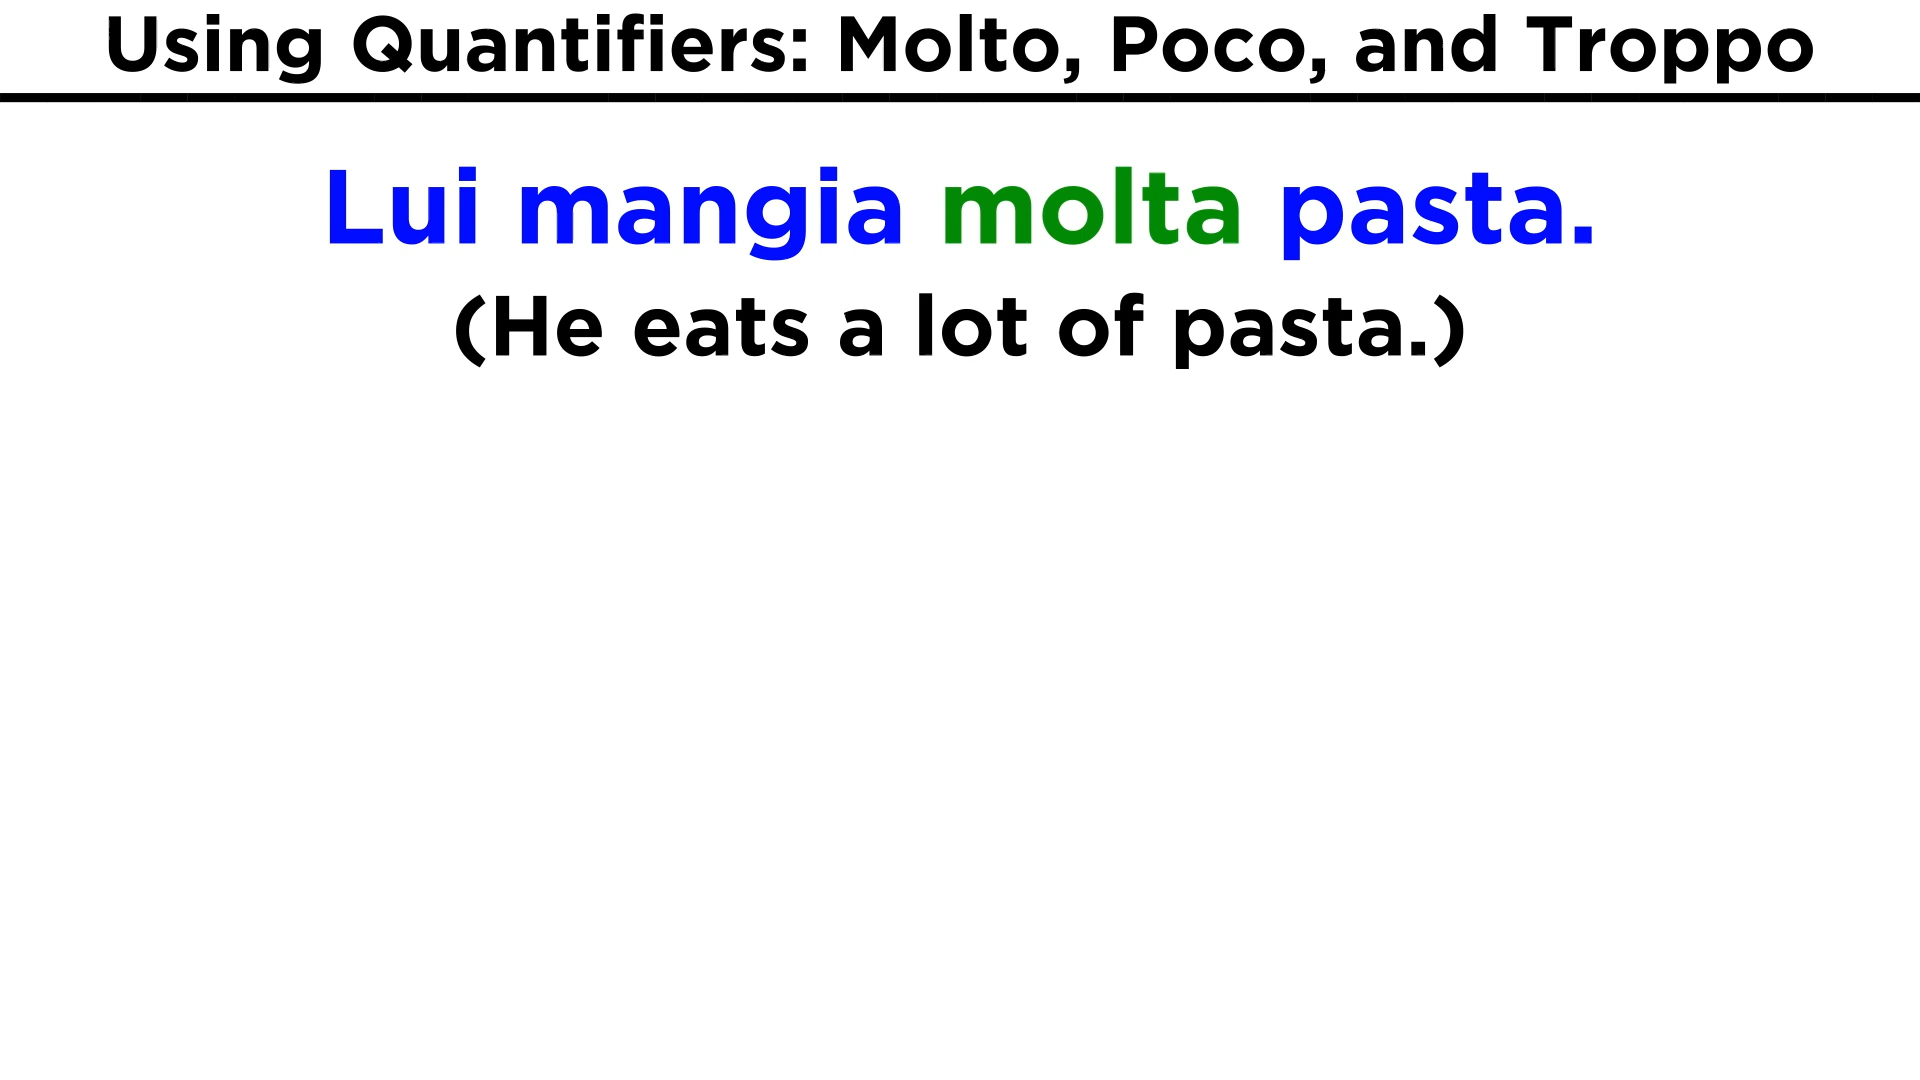 Using Quantifiers: Molto, Poco, and Troppo
Lui mangia molta pasta.
(He eats a lot of pasta.)